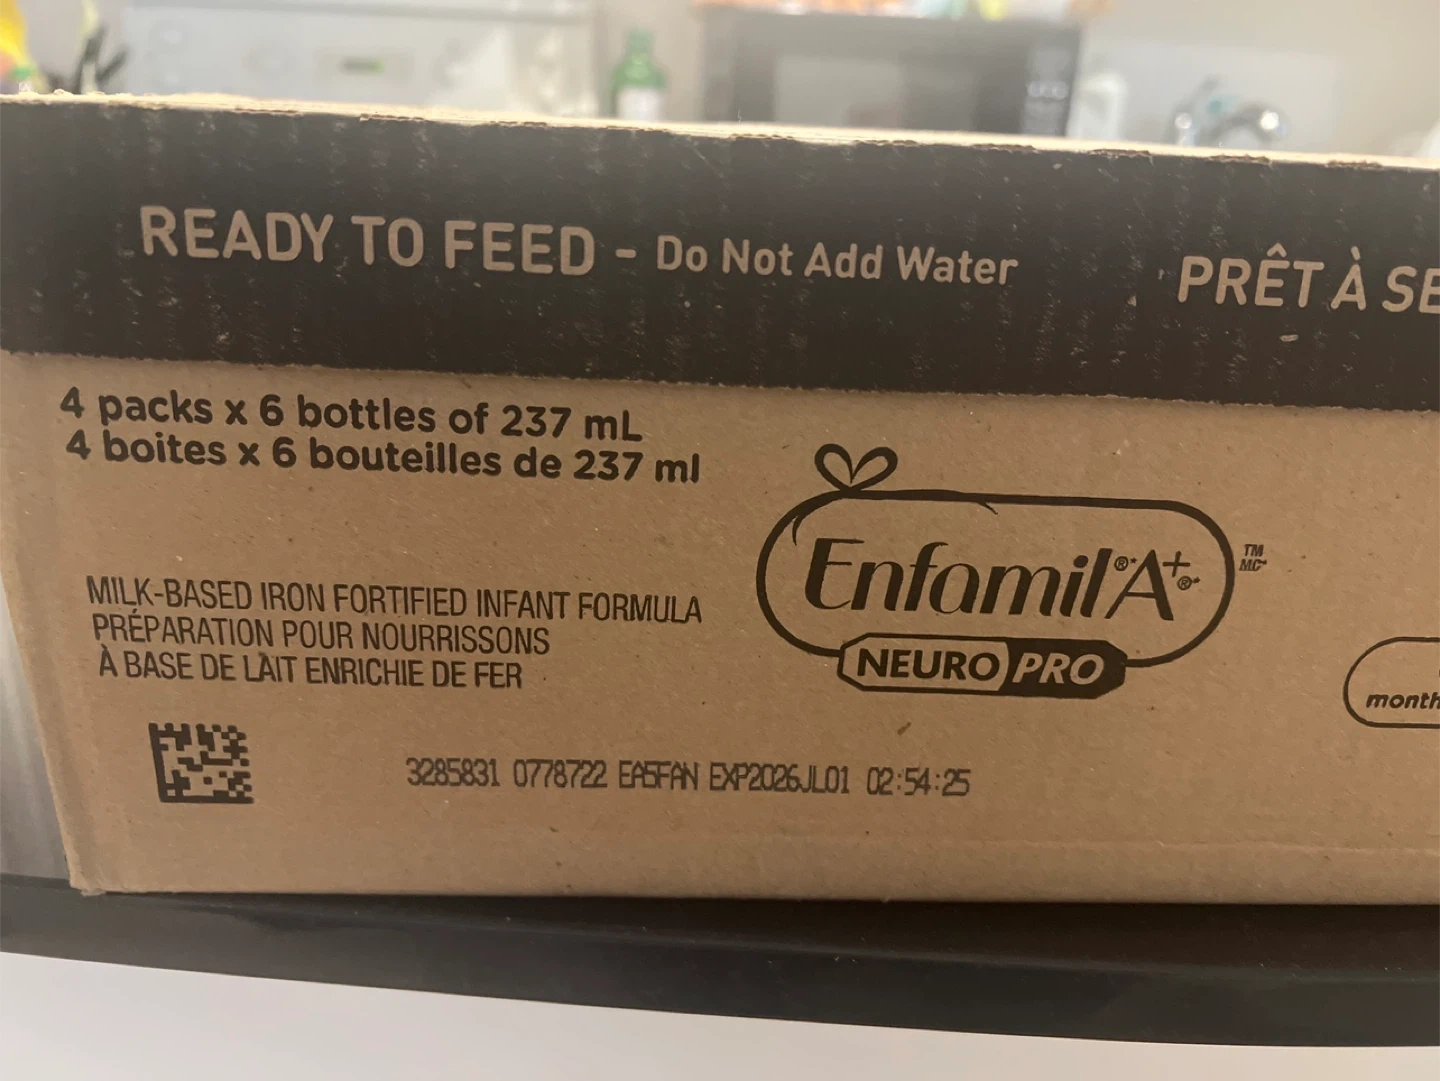 READY TO FEED - Do Not Add Water
PRÊT À SE
4 packs x 6 bottles of 237 mL
4 boites x 6 bouteilles de 237 ml
Enfamil®* A+®*
TM
MC*
NEUROPRO
MILK-BASED IRON FORTIFIED INFANT FORMULA
PRÉPARATION POUR NOURRISSONS
À BASE DE LAIT ENRICHIE DE FER
month
3285831 0778722 EA5FAN EXP2026JL01 02:54:25